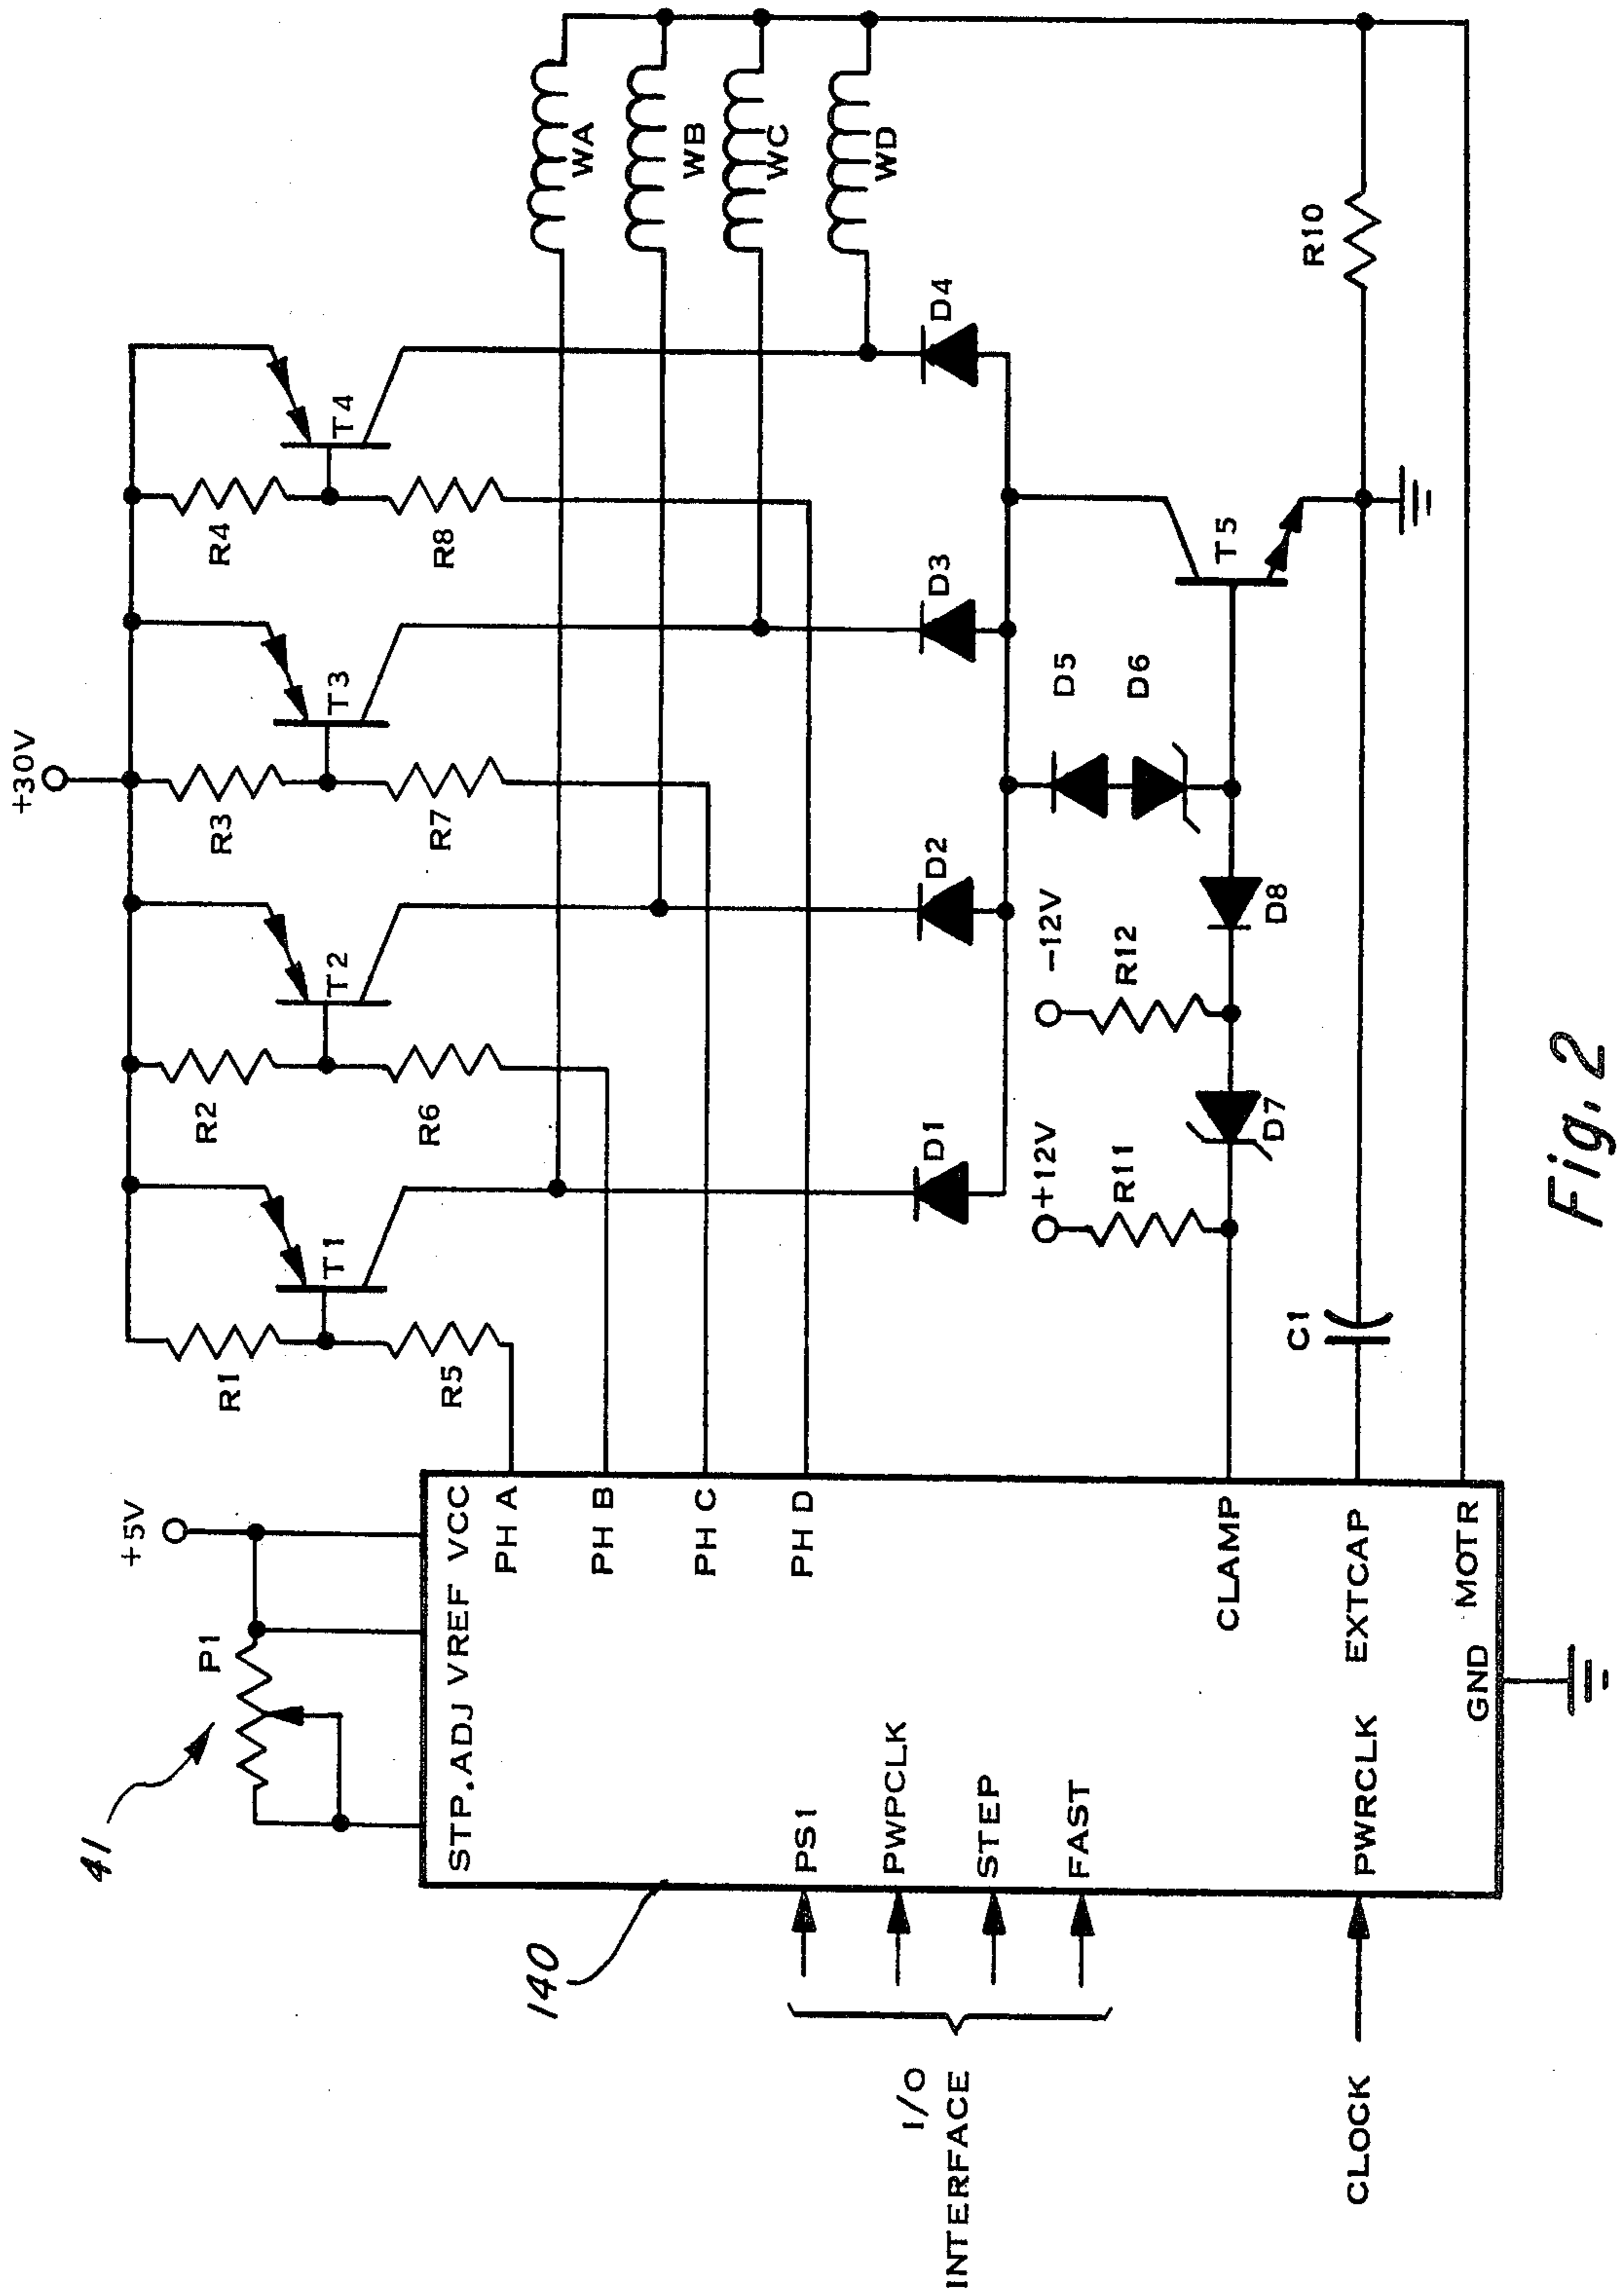 +5V
+30V
41
P1
R1
R2
R3
R4
T1
T2
T3
T4
R5
R6
R7
R8
STP.ADJ VREF VCC
PH A
PH B
PH C
PH D
WA
WB
WC
WD
140
PS1
PWPCLK
STEP
FAST
I/O
INTERFACE
D1
D2
D3
D4
D5
D6
+12V
-12V
R11
R12
D7
D8
T5
CLAMP
C1
R10
EXTCAP
CLOCK
PWRCLK
GND
MOTR
Fig. 2